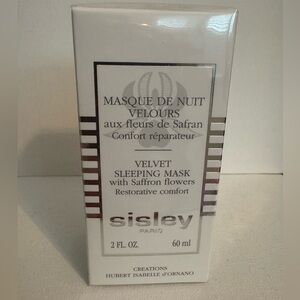 MASQUE DE NUIT
VELOURS
aux fleurs de Safran
Confort réparateur
VELVET
SLEEPING MASK
with Saffron flowers
Restorative comfort
sisley
PARIS
2 FL. OZ. 60 ml
CREATIONS
HUBERT ISABELLE d'ORNANO